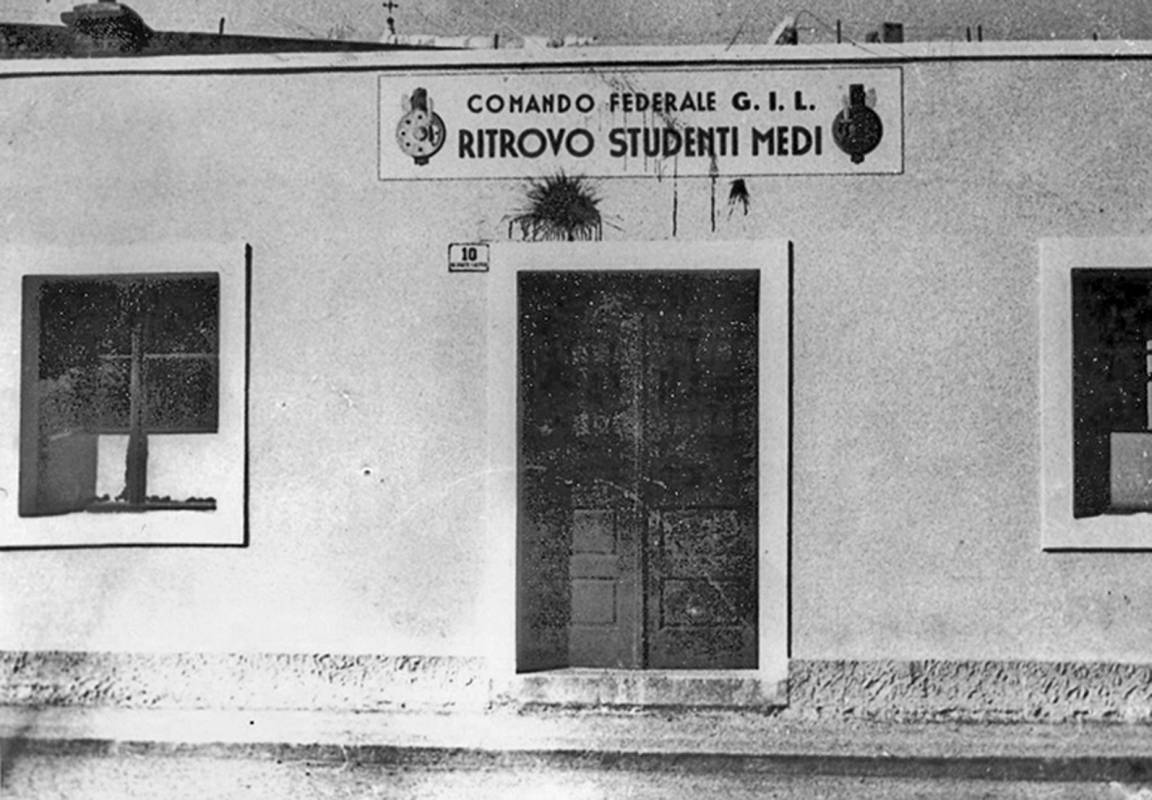 COMANDO FEDERALE G. I. L.
RITROVO STUDENTI MEDI
10